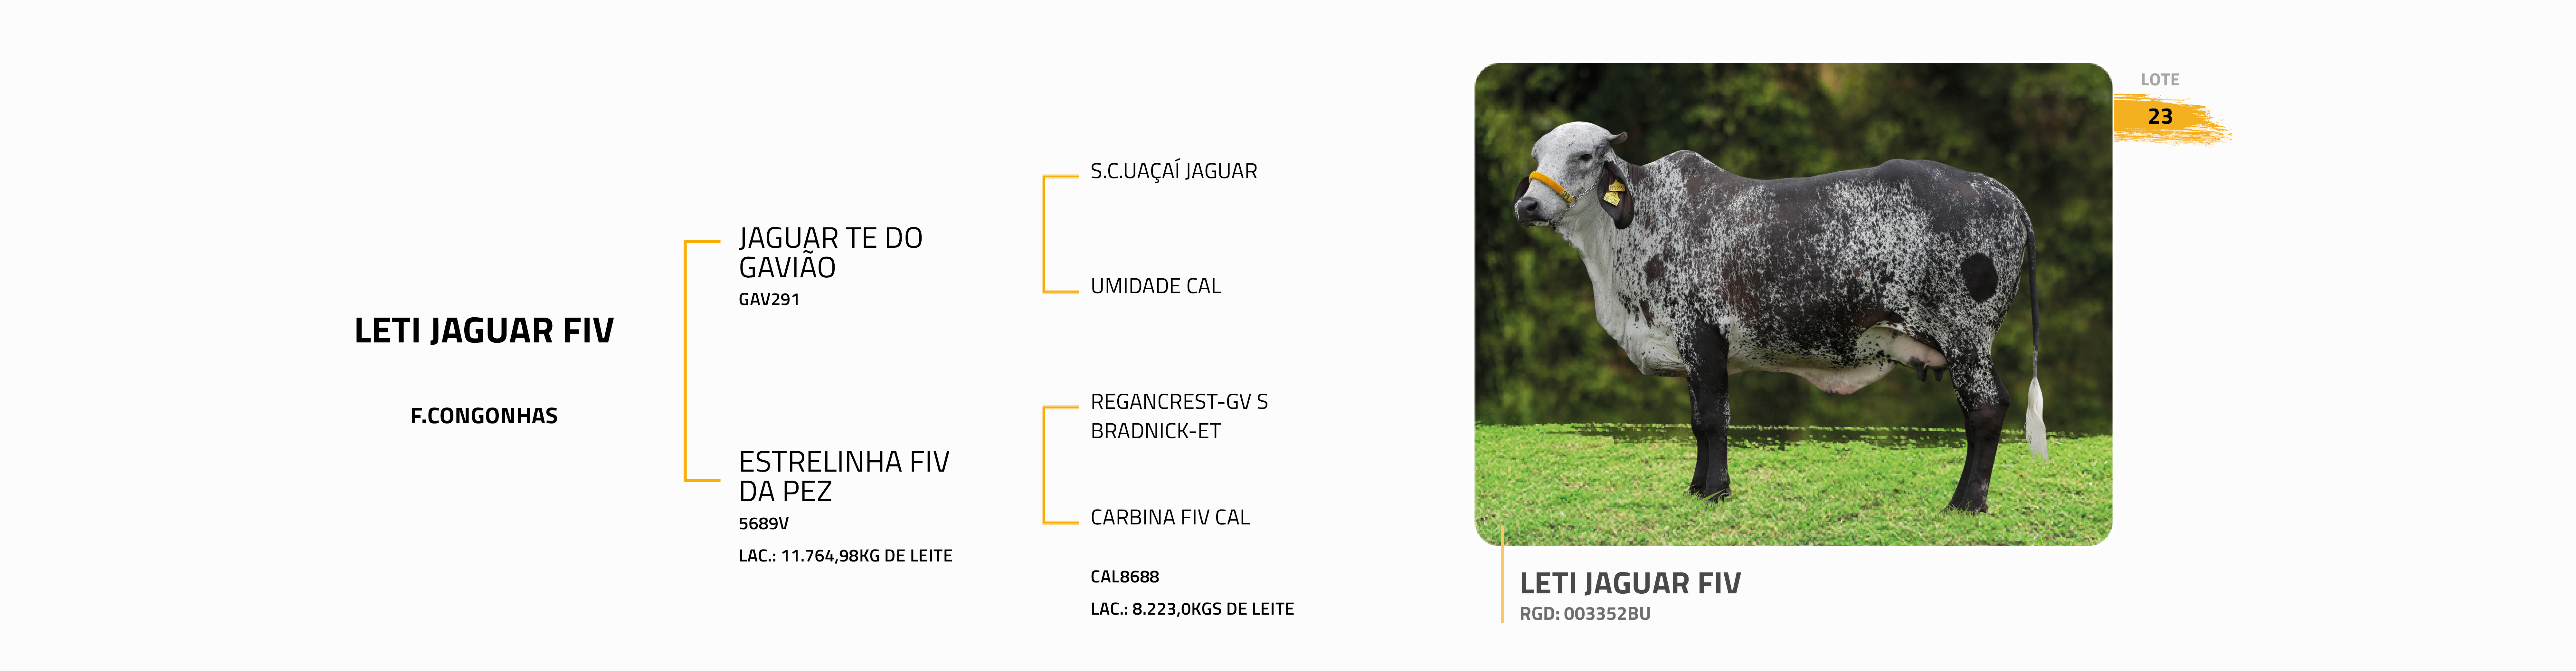 LETI JAGUAR FIV
F.CONGONHAS
JAGUAR TE DO
GAVIÃO
GAV291
ESTRELINHA FIV
DA PEZ
5689V
LAC.: 11.764,98KG DE LEITE
S.C.UAÇAÍ JAGUAR
UMIDADE CAL
REGANCREST-GV S
BRADNICK-ET
CARBINA FIV CAL
CAL8688
LAC.: 8.223,0KGS DE LEITE
LOTE
23
LETI JAGUAR FIV
RGD: 003352BU